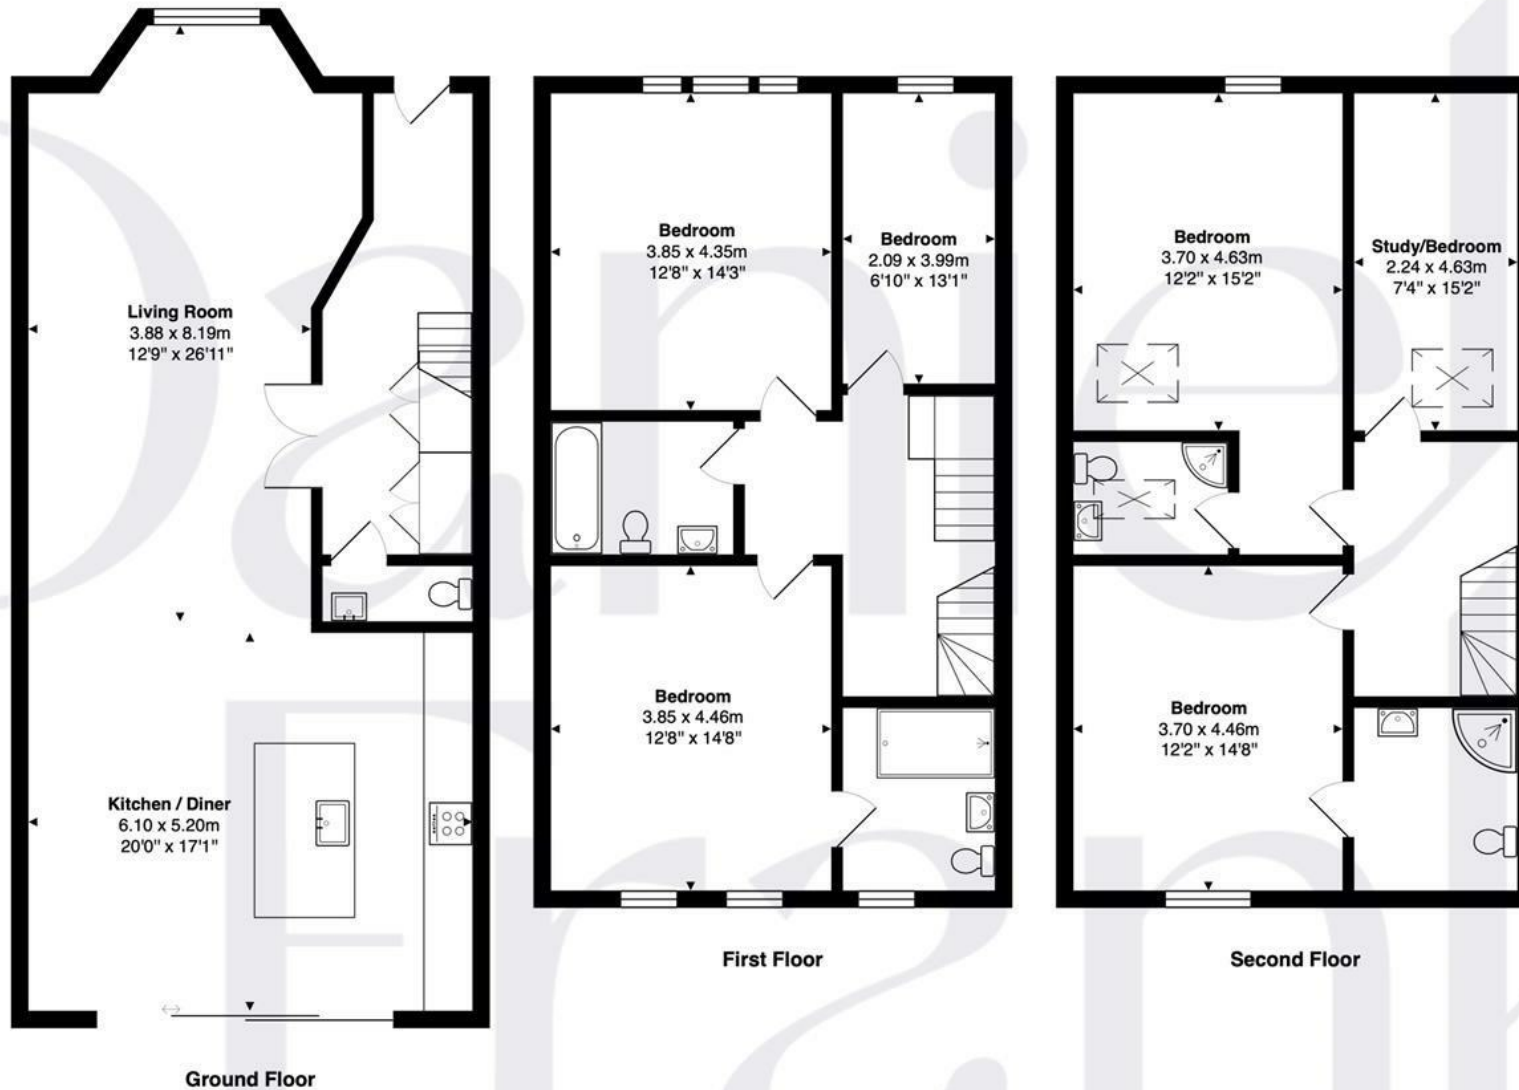 Living Room
3.88 x 8.19m
12'9" x 26'11"
Kitchen / Diner
6.10 x 5.20m
20'0" x 17'1"
Ground Floor
Bedroom
3.85 x 4.35m
12'8" x 14'3"
Bedroom
2.09 x 3.99m
6'10" x 13'1"
Bedroom
3.85 x 4.46m
12'8" x 14'8"
First Floor
Bedroom
3.70 x 4.63m
12'2" x 15'2"
Study/Bedroom
2.24 x 4.63m
7'4" x 15'2"
Bedroom
3.70 x 4.46m
12'2" x 14'8"
Second Floor
Daniel